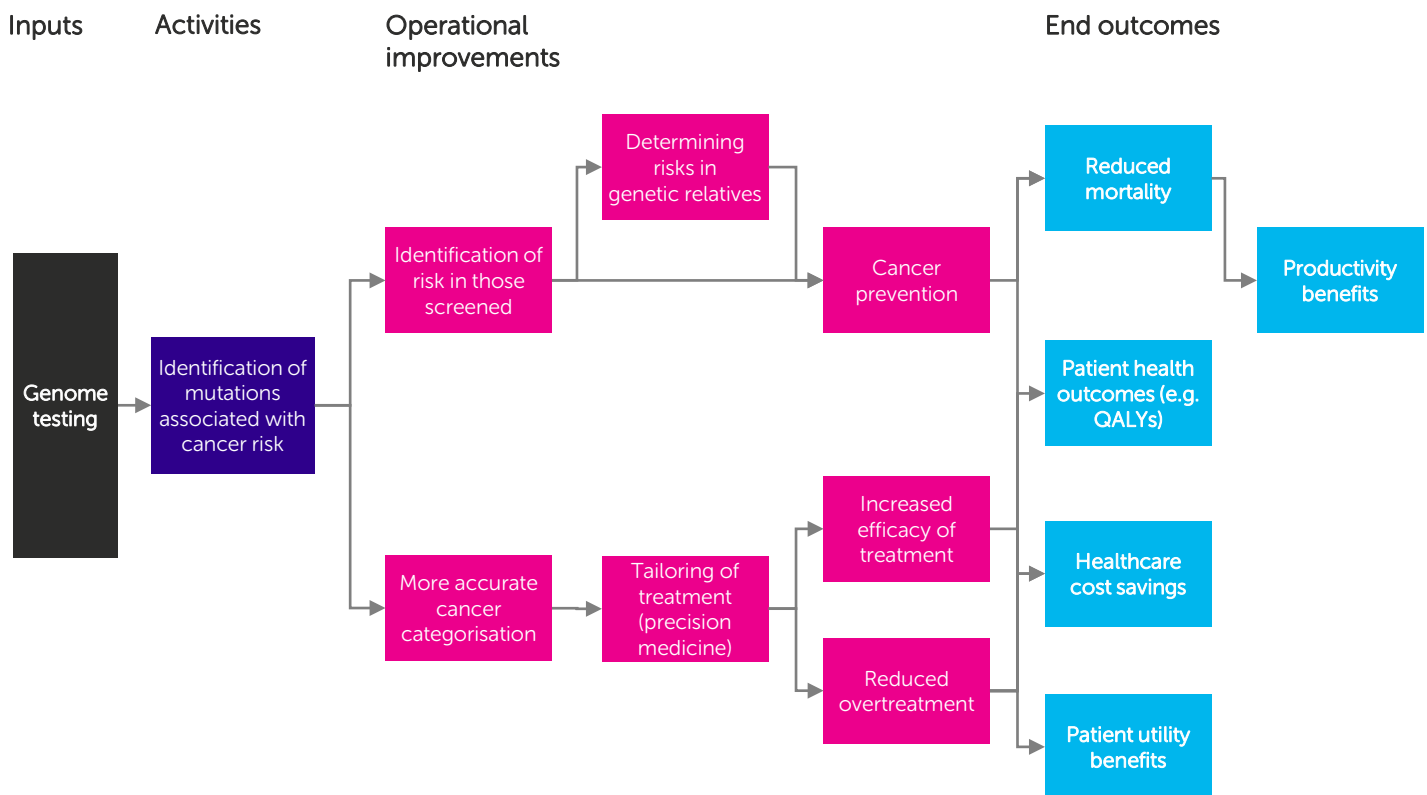 Inputs
Activities
Operational
improvements
End outcomes
Genome
testing
Identification of
mutations
associated with
cancer risk
Identification of
risk in those
screened
Determining
risks in
genetic relatives
Cancer
prevention
More accurate
cancer
categorisation
Tailoring of
treatment
(precision
medicine)
Increased
efficacy of
treatment
Reduced
overtreatment
Reduced
mortality
Productivity
benefits
Patient health
outcomes (e.g.
QALYs)
Healthcare
cost savings
Patient utility
benefits